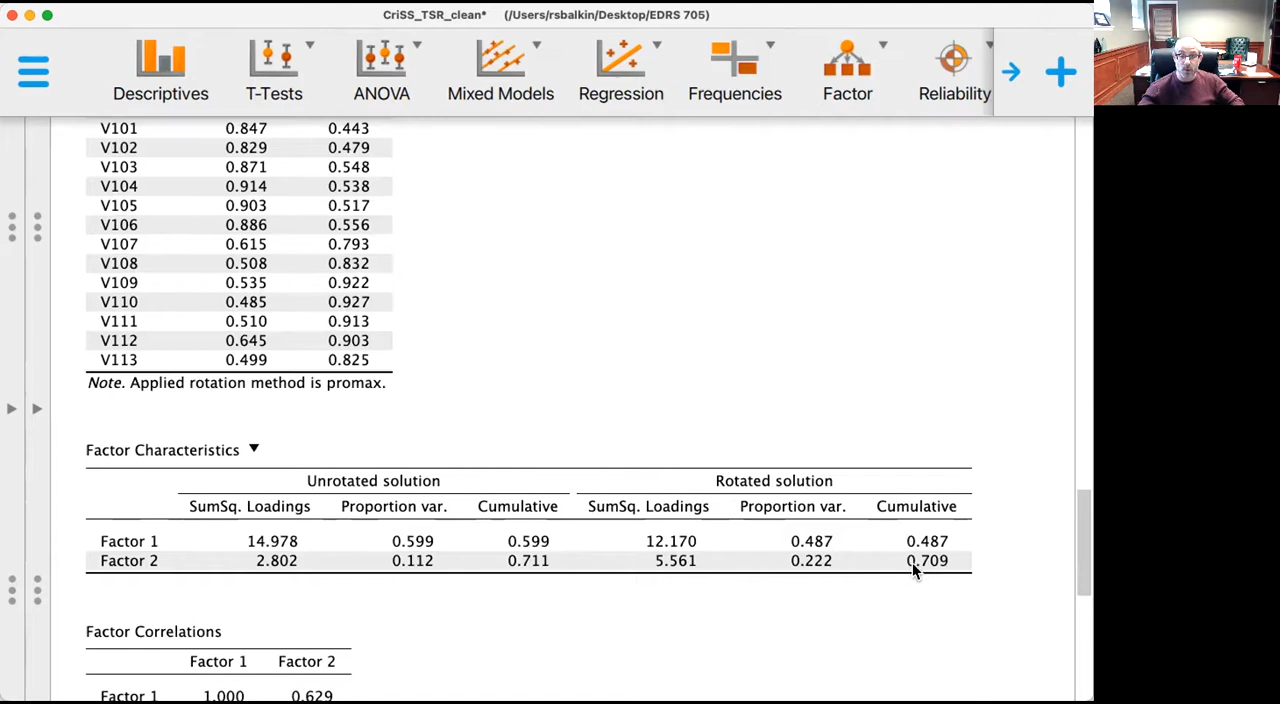 CriSS_TSR_clean* (/Users/rsbalkin/Desktop/EDRS 705)
Descriptives T-Tests ANOVA Mixed Models Regression Frequencies Factor Reliability
V101 0.847 0.443
V102 0.829 0.479
V103 0.871 0.548
V104 0.914 0.538
V105 0.903 0.517
V106 0.886 0.556
V107 0.615 0.793
V108 0.508 0.832
V109 0.535 0.922
V110 0.485 0.927
V111 0.510 0.913
V112 0.645 0.903
V113 0.499 0.825
Note. Applied rotation method is promax.
Factor Characteristics ▼
Unrotated solution Rotated solution
SumSq. Loadings Proportion var. Cumulative SumSq. Loadings Proportion var. Cumulative
Factor 1 14.978 0.599 0.599 12.170 0.487 0.487
Factor 2 2.802 0.112 0.711 5.561 0.222 0.709
Factor Correlations
Factor 1 Factor 2
Factor 1 1.000 0.629